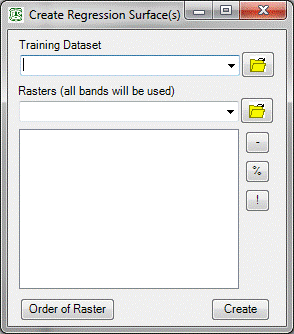 Create Regression Surface(s)
Training Dataset
Rasters (all bands will be used)
-
%
!
Order of Raster
Create